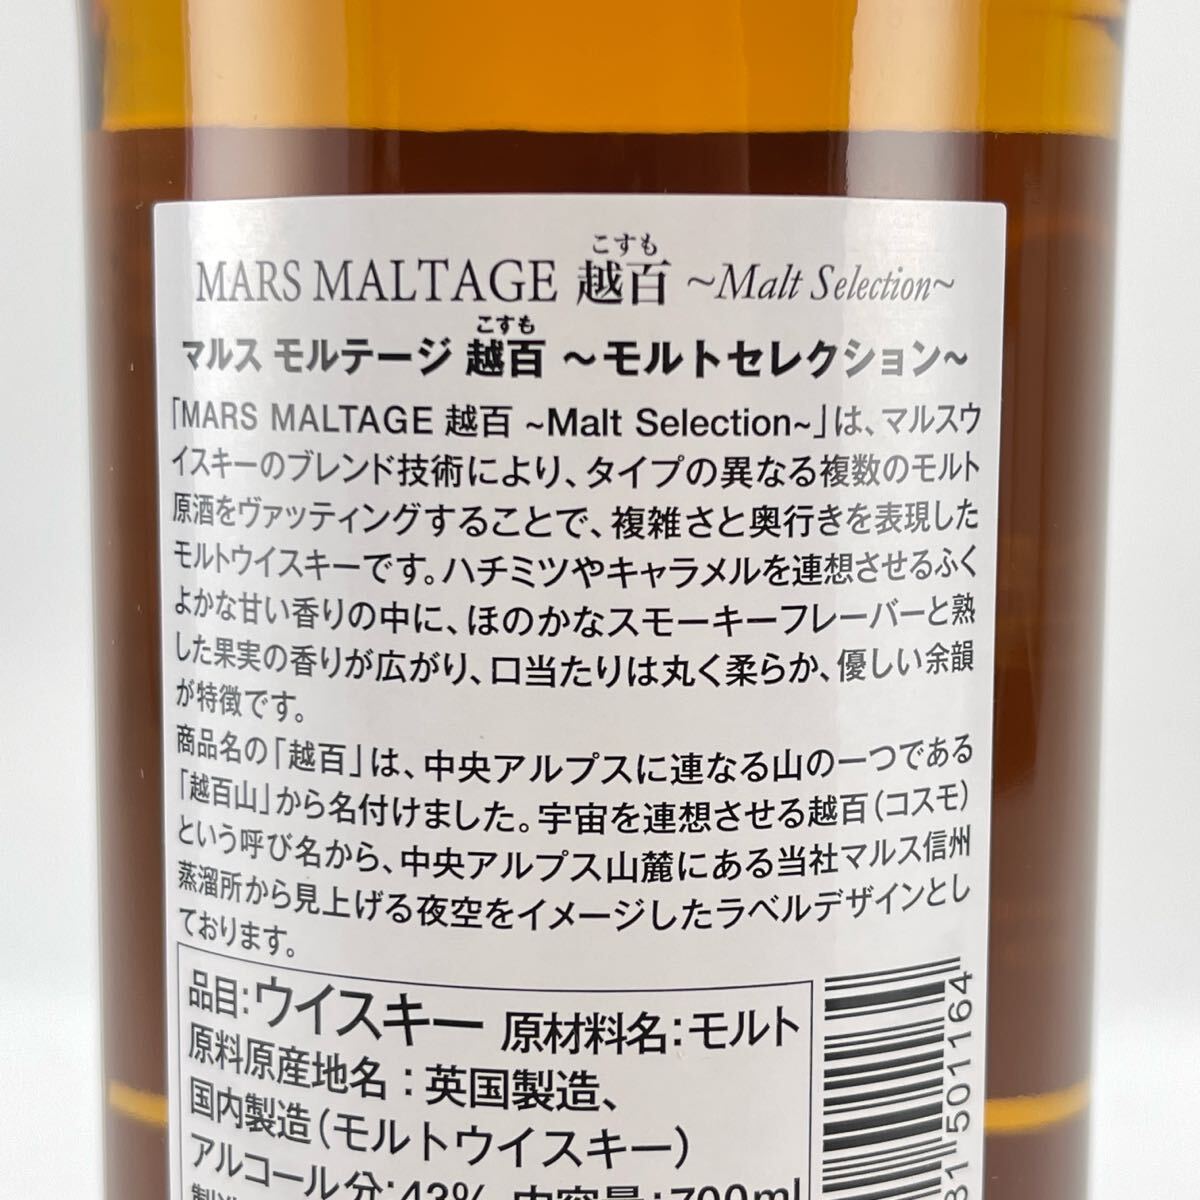 こすも
MARS MALTAGE 越百 ~Malt Selection~
こすも
マルス モルテージ 越百 ~モルトセレクション~
「MARS MALTAGE 越百 ~Malt Selection~」は、マルスウ
イスキーのブレンド技術により、タイプの異なる複数のモルト
原酒をヴァッティングすることで、複雑さと奥行きを表現した
モルトウイスキーです。ハチミツやキャラメルを連想させるふく
よかな甘い香りの中に、ほのかなスモーキーフレーバーと熟
した果実の香りが広がり、口当たりは丸く柔らか、優しい余韻
が特徴です。
商品名の「越百」は、中央アルプスに連なる山の一つである
「越百山」から名付けました。宇宙を連想させる越百(コスモ)
という呼び名から、中央アルプス山麓にある当社マルス信州
蒸溜所から見上げる夜空をイメージしたラベルデザインとし
ております。
品目:ウイスキー 原材料名:モルト
原料原産地名:英国製造、
国内製造(モルトウイスキー)
アルコール分:43% 内容量:700ml
31 501164